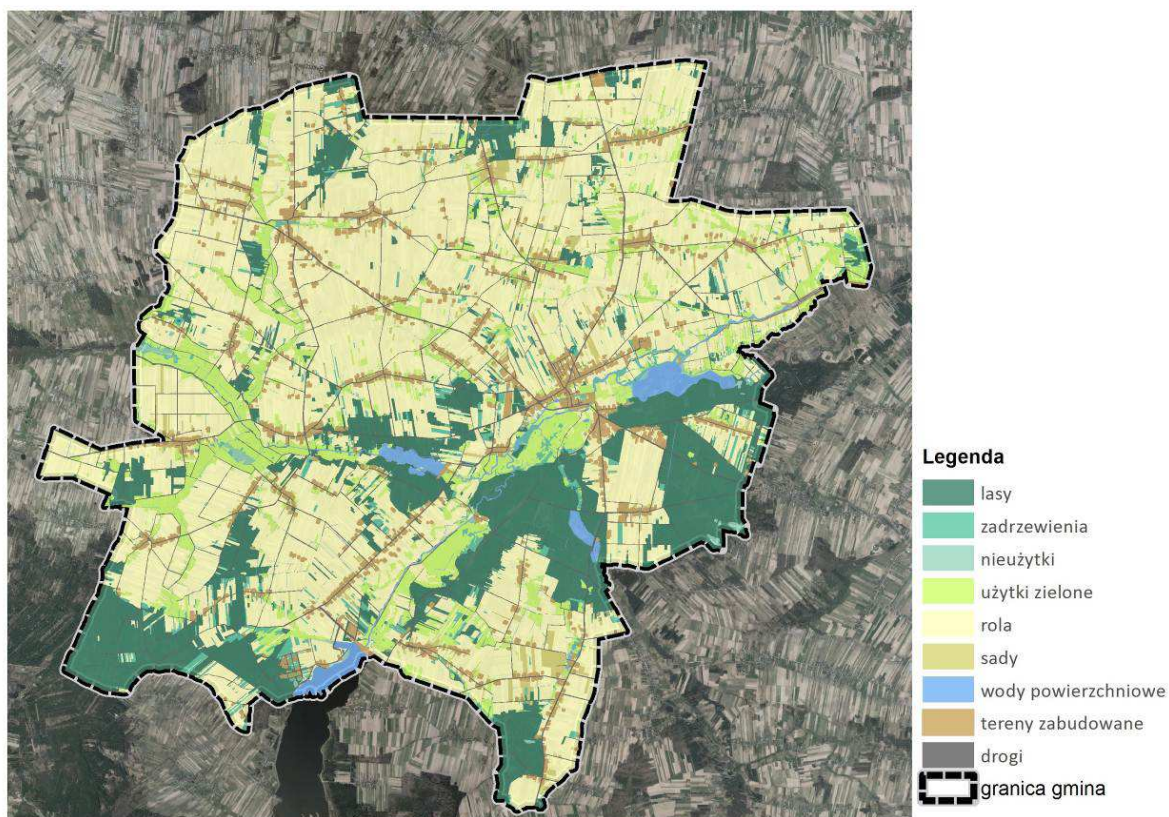 Legenda
lasy
zadrzewienia
nieużytki
użytki zielone
rola
sady
wody powierzchniowe
tereny zabudowane
drogi
granica gmina